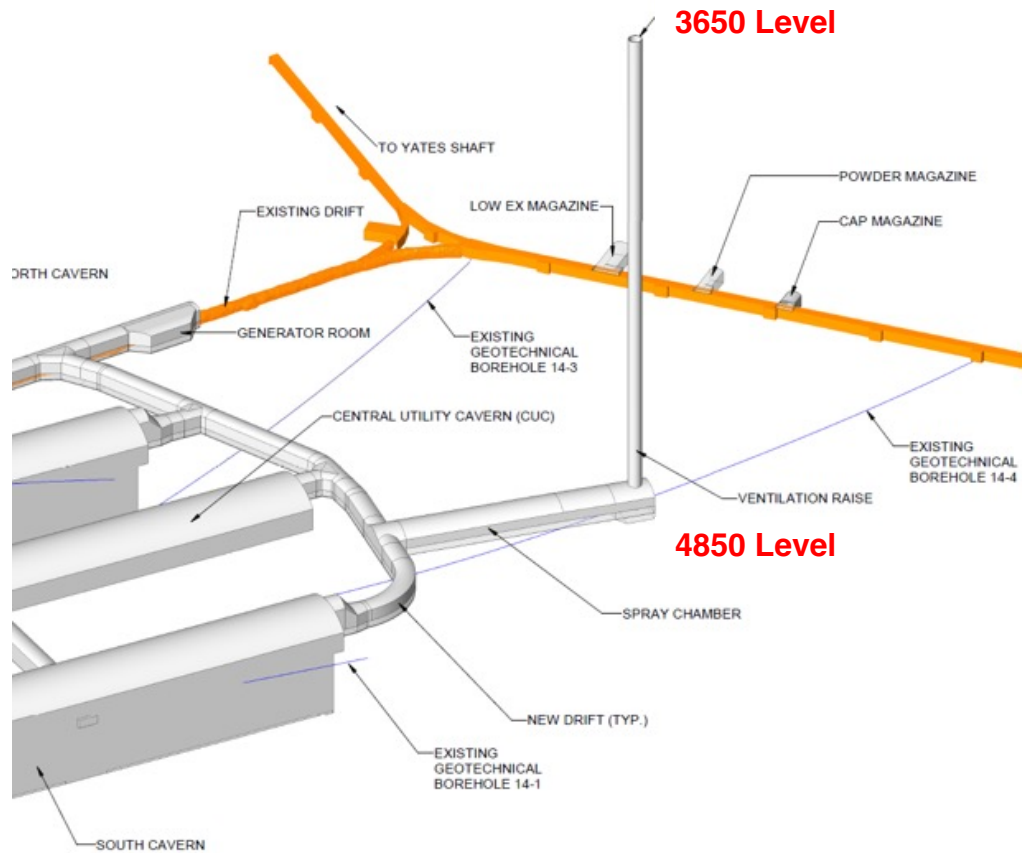 3650 Level
TO YATES SHAFT
POWDER MAGAZINE
LOW EX MAGAZINE
EXISTING DRIFT
CAP MAGAZINE
ORTH CAVERN
GENERATOR ROOM
EXISTING
GEOTECHNICAL
BOREHOLE 14-3
CENTRAL UTILITY CAVERN (CUC)
EXISTING
GEOTECHNICAL
BOREHOLE 14-4
VENTILATION RAISE
4850 Level
SPRAY CHAMBER
NEW DRIFT (TYP.)
EXISTING
GEOTECHNICAL
BOREHOLE 14-1
SOUTH CAVERN